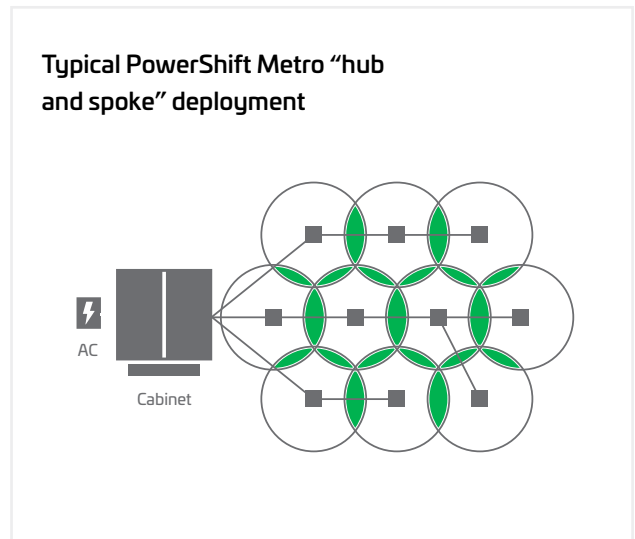 Typical PowerShift Metro “hub
and spoke” deployment
AC
Cabinet